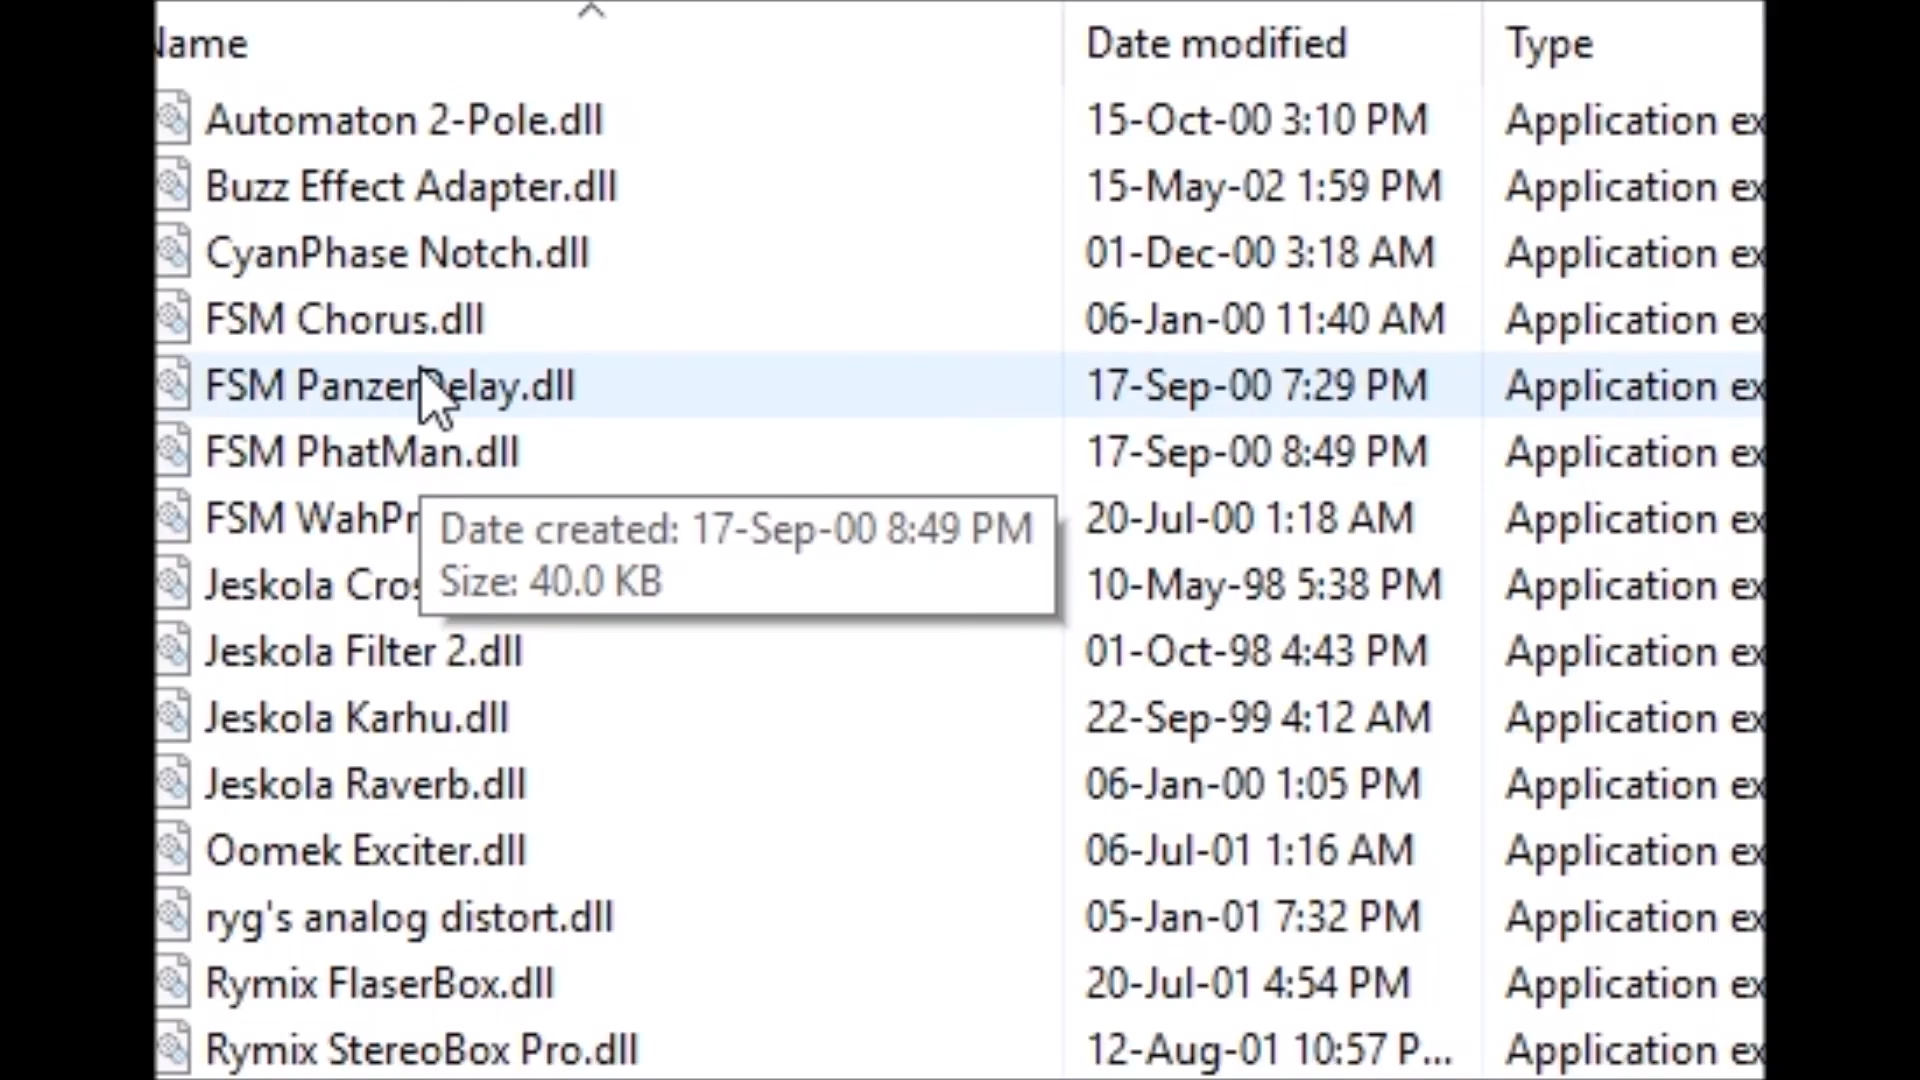 Name Date modified Type
Automaton 2-Pole.dll 15-Oct-00 3:10 PM Application ex
Buzz Effect Adapter.dll 15-May-02 1:59 PM Application ex
CyanPhase Notch.dll 01-Dec-00 3:18 AM Application ex
FSM Chorus.dll 06-Jan-00 11:40 AM Application ex
FSM PanzerDelay.dll 17-Sep-00 7:29 PM Application ex
FSM PhatMan.dll 17-Sep-00 8:49 PM Application ex
FSM WahPr 20-Jul-00 1:18 AM Application ex
Date created: 17-Sep-00 8:49 PM
Size: 40.0 KB
Jeskola Cros 10-May-98 5:38 PM Application ex
Jeskola Filter 2.dll 01-Oct-98 4:43 PM Application ex
Jeskola Karhu.dll 22-Sep-99 4:12 AM Application ex
Jeskola Raverb.dll 06-Jan-00 1:05 PM Application ex
Oomek Exciter.dll 06-Jul-01 1:16 AM Application ex
ryg's analog distort.dll 05-Jan-01 7:32 PM Application ex
Rymix FlaserBox.dll 20-Jul-01 4:54 PM Application ex
Rymix StereoBox Pro.dll 12-Aug-01 10:57 P... Application ex